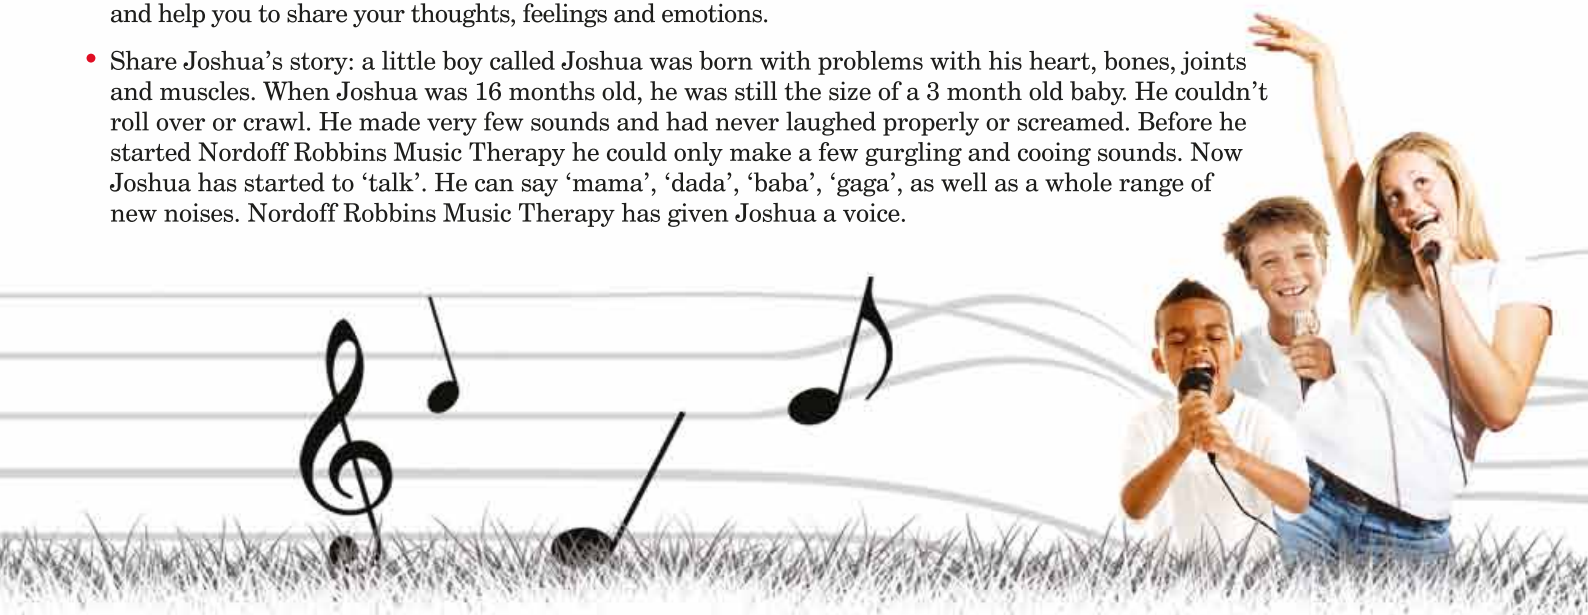 and help you to share your thoughts, feelings and emotions.
• Share Joshua’s story: a little boy called Joshua was born with problems with his heart, bones, joints
and muscles. When Joshua was 16 months old, he was still the size of a 3 month old baby. He couldn’t
roll over or crawl. He made very few sounds and had never laughed properly or screamed. Before he
started Nordoff Robbins Music Therapy he could only make a few gurgling and cooing sounds. Now
Joshua has started to ‘talk’. He can say ‘mama’, ‘dada’, ‘baba’, ‘gaga’, as well as a whole range of
new noises. Nordoff Robbins Music Therapy has given Joshua a voice.